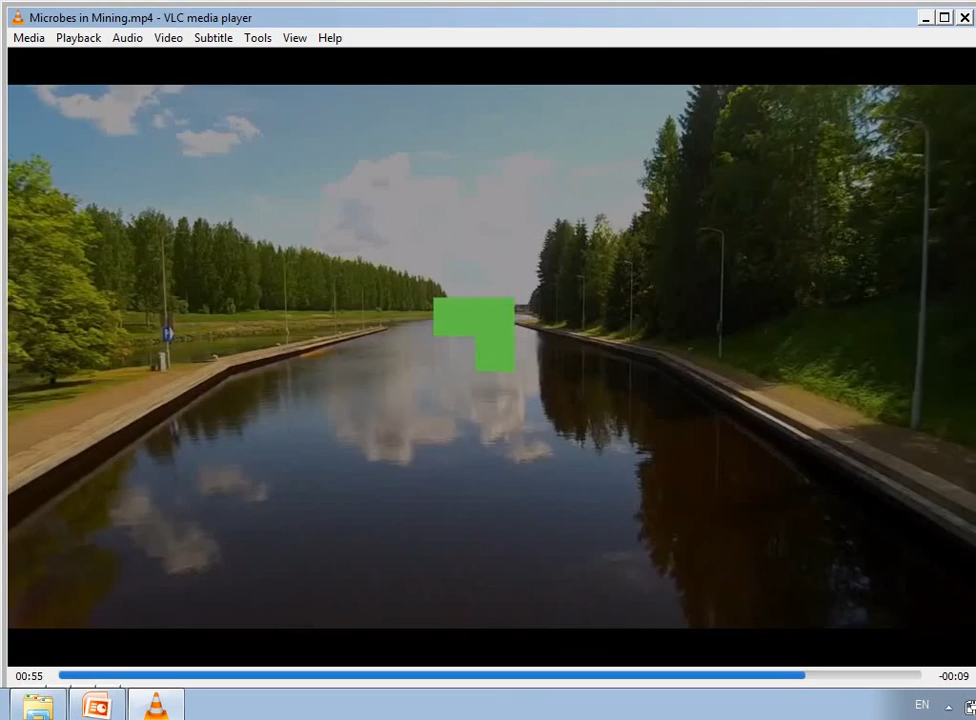 Microbes in Mining.mp4 - VLC media player
Media Playback Audio Video Subtitle Tools View Help
00:55 -00:09
EN